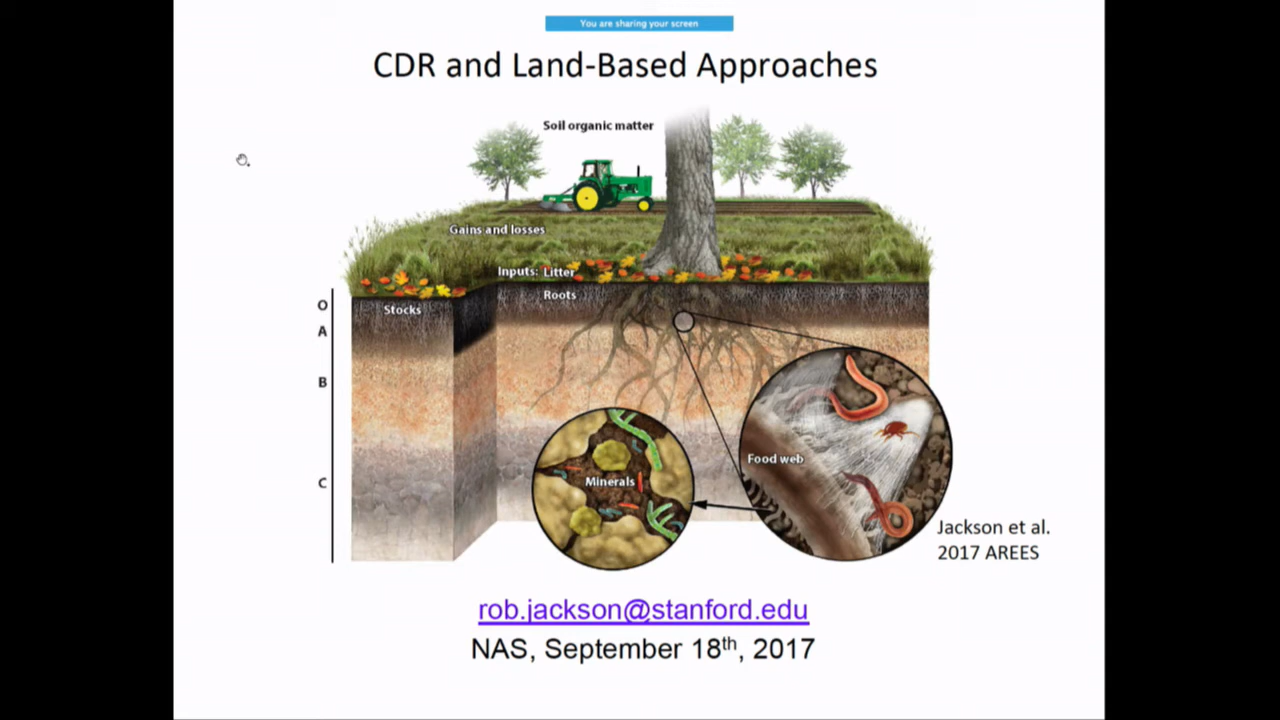 You are sharing your screen
CDR and Land-Based Approaches
Soil organic matter
Gains and losses
Inputs: Litter
Roots
Stocks
O
A
B
C
Food web
Minerals
Jackson et al.
2017 AREES
rob.jackson@stanford.edu
NAS, September 18th, 2017